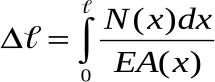 Δℓ = ∫₀^ℓ N(x)dx / EA(x)